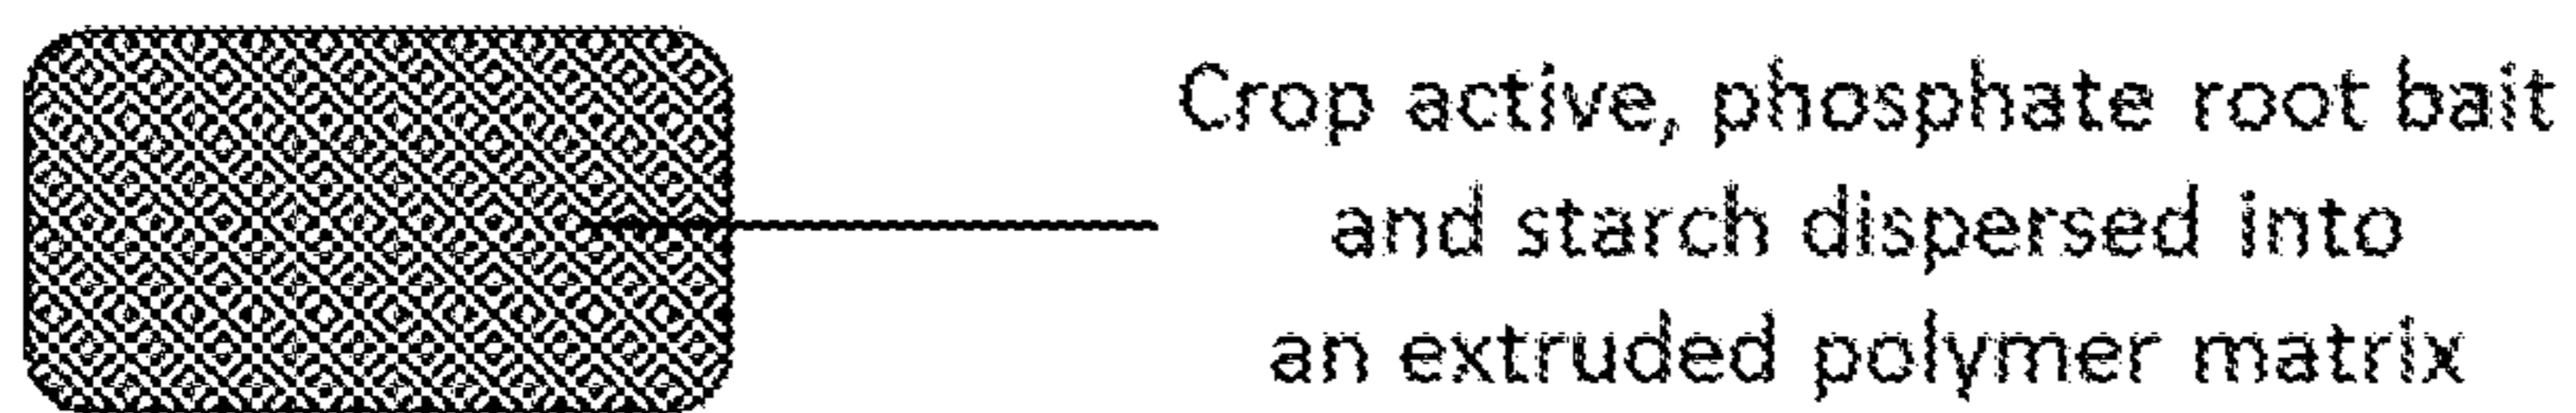 Crop active, phosphate root bait
and starch dispersed into
an extruded polymer matrix